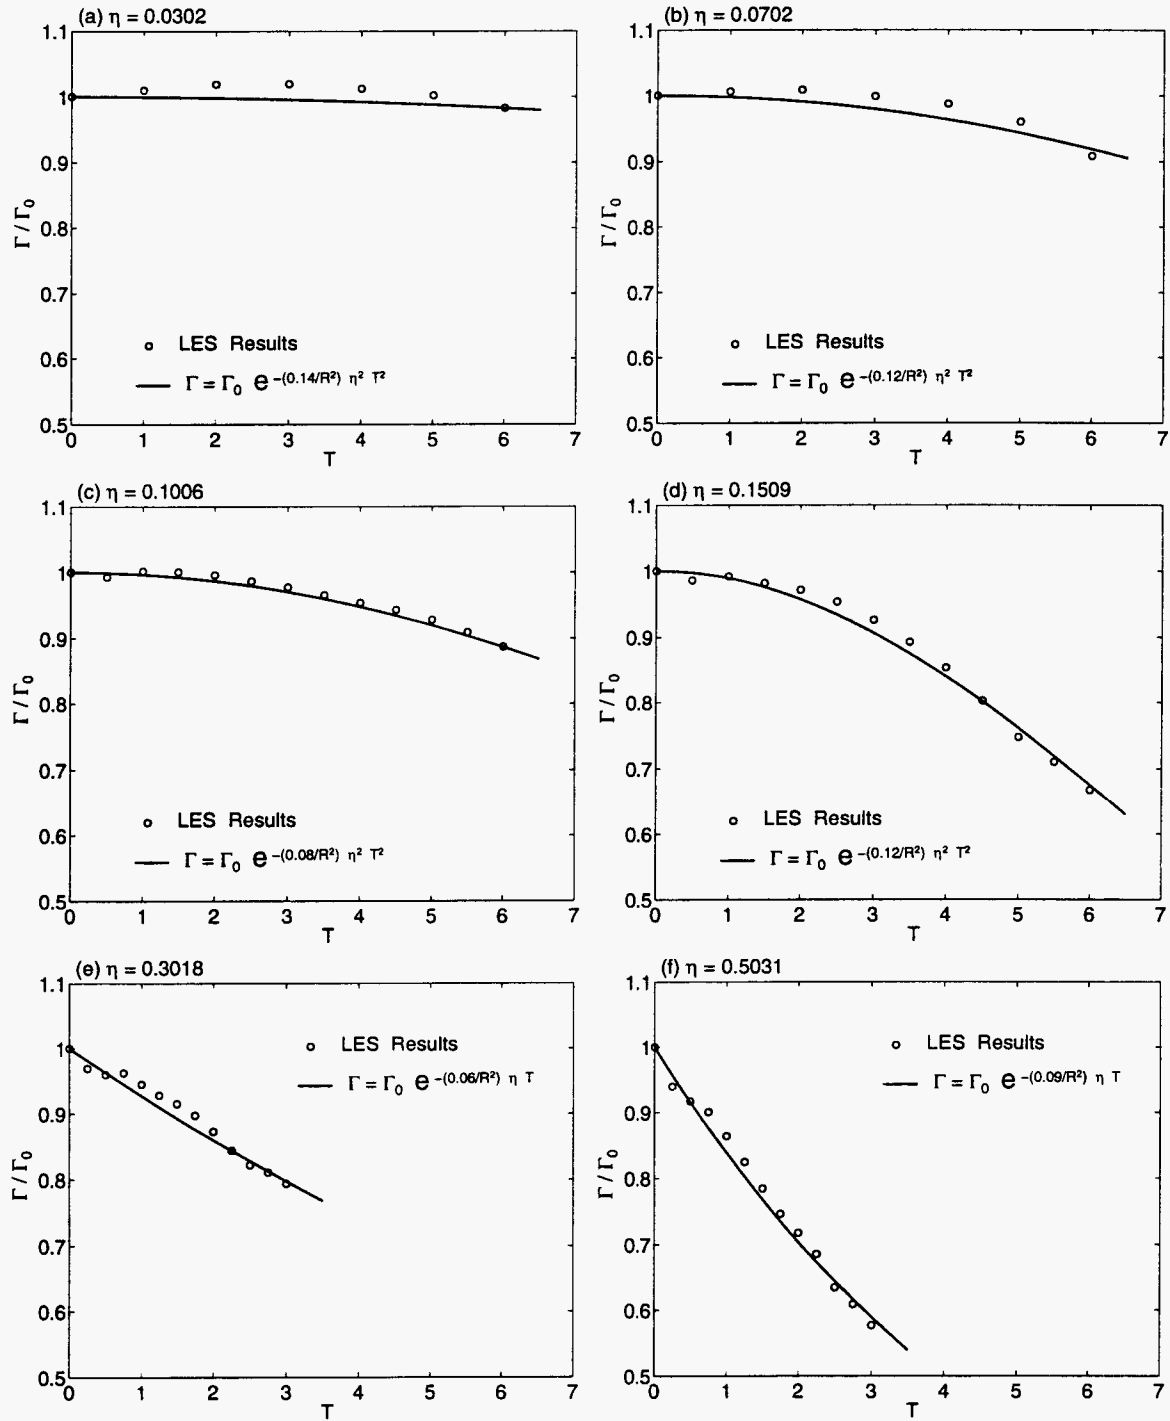 (a) η = 0.0302
1.1
1
0.9
0.8
0.7
0.6
0.5
Γ / Γ₀
0 1 2 3 4 5 6 7
T
LES Results
Γ = Γ₀ e^-(0.14/R²) η² T²
(b) η = 0.0702
1.1
1
0.9
0.8
0.7
0.6
0.5
Γ / Γ₀
0 1 2 3 4 5 6 7
T
LES Results
Γ = Γ₀ e^-(0.12/R²) η² T²
(c) η = 0.1006
1.1
1
0.9
0.8
0.7
0.6
0.5
Γ / Γ₀
0 1 2 3 4 5 6 7
T
LES Results
Γ = Γ₀ e^-(0.08/R²) η² T²
(d) η = 0.1509
1.1
1
0.9
0.8
0.7
0.6
0.5
Γ / Γ₀
0 1 2 3 4 5 6 7
T
LES Results
Γ = Γ₀ e^-(0.12/R²) η² T²
(e) η = 0.3018
1.1
1
0.9
0.8
0.7
0.6
0.5
Γ / Γ₀
0 1 2 3 4 5 6 7
T
LES Results
Γ = Γ₀ e^-(0.06/R²) η T
(f) η = 0.5031
1.1
1
0.9
0.8
0.7
0.6
0.5
Γ / Γ₀
0 1 2 3 4 5 6 7
T
LES Results
Γ = Γ₀ e^-(0.09/R²) η T